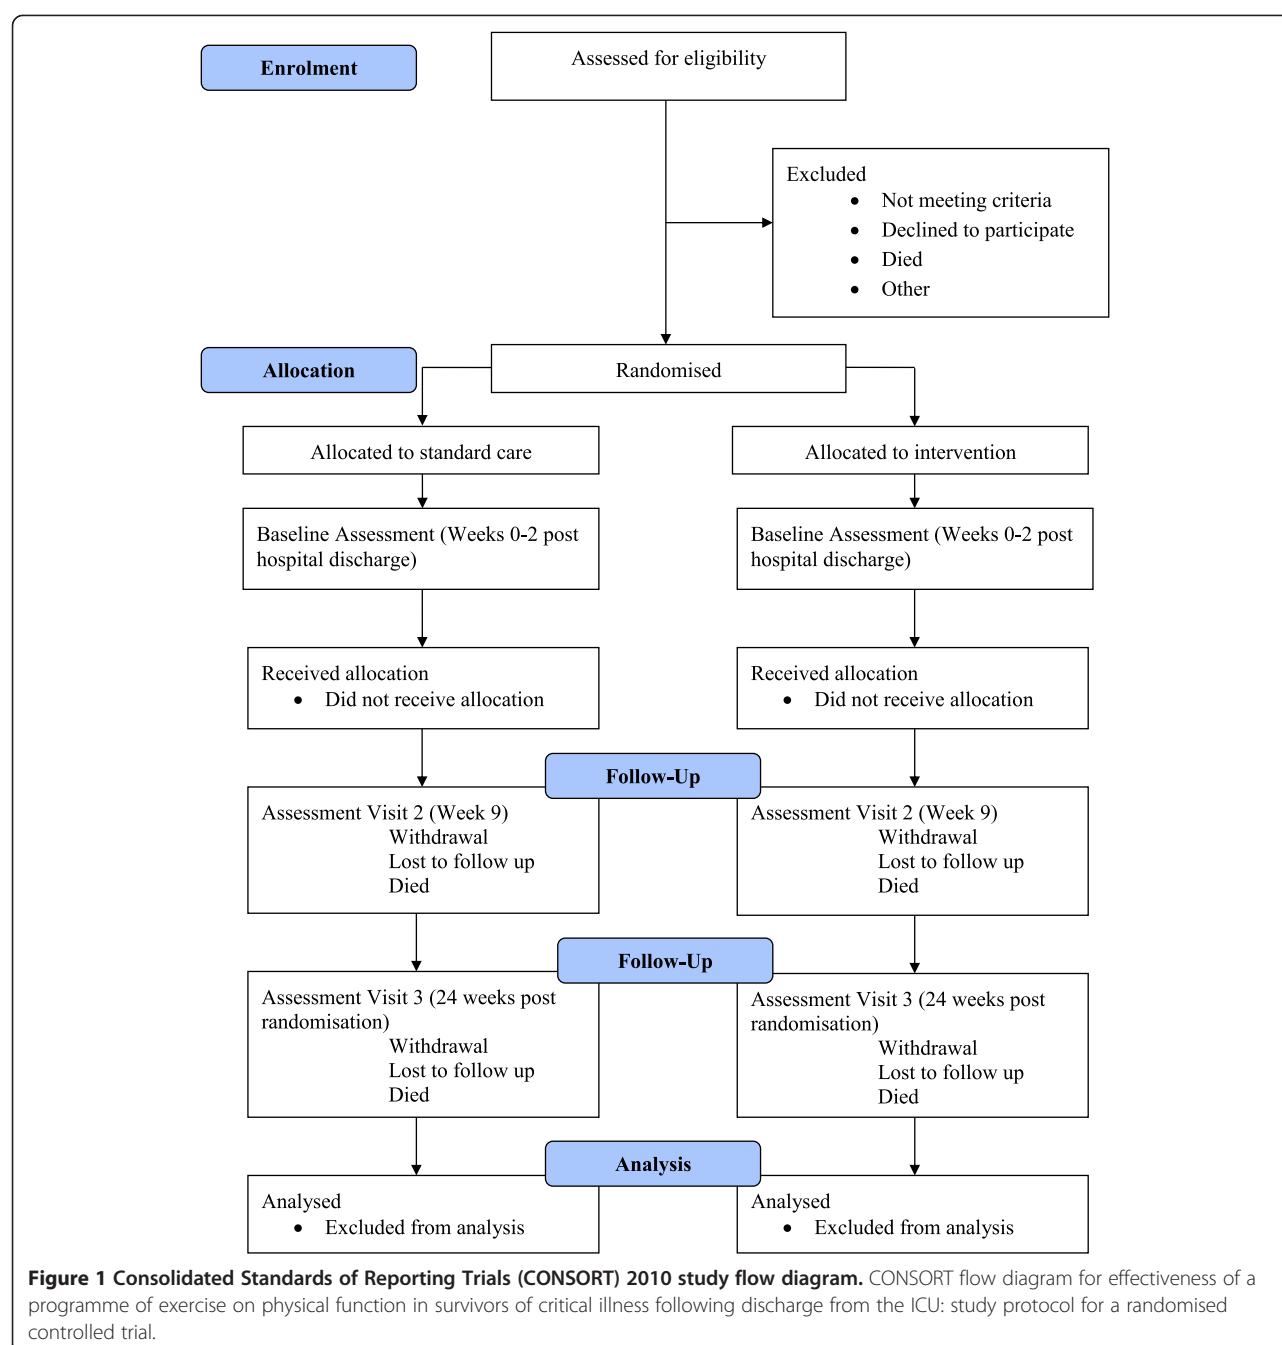 Enrolment
Assessed for eligibility
Excluded
• Not meeting criteria
• Declined to participate
• Died
• Other
Allocation
Randomised
Allocated to standard care
Allocated to intervention
Baseline Assessment (Weeks 0-2 post
hospital discharge)
Baseline Assessment (Weeks 0-2 post
hospital discharge)
Received allocation
• Did not receive allocation
Received allocation
• Did not receive allocation
Follow-Up
Assessment Visit 2 (Week 9)
Withdrawal
Lost to follow up
Died
Assessment Visit 2 (Week 9)
Withdrawal
Lost to follow up
Died
Follow-Up
Assessment Visit 3 (24 weeks post
randomisation)
Withdrawal
Lost to follow up
Died
Assessment Visit 3 (24 weeks post
randomisation)
Withdrawal
Lost to follow up
Died
Analysis
Analysed
• Excluded from analysis
Analysed
• Excluded from analysis
Figure 1 Consolidated Standards of Reporting Trials (CONSORT) 2010 study flow diagram. CONSORT flow diagram for effectiveness of a
programme of exercise on physical function in survivors of critical illness following discharge from the ICU: study protocol for a randomised
controlled trial.